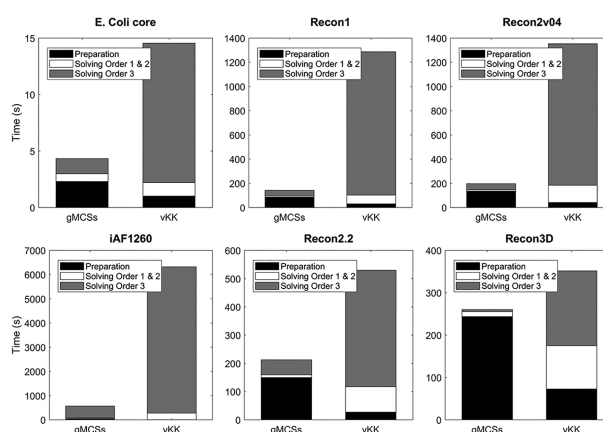 E. Coli core
Recon1
Recon2v04
15
10
5
0
Time (s)
Preparation
Solving Order 1 & 2
Solving Order 3
gMCSs
vKK
1400
1200
1000
800
600
400
200
0
Preparation
Solving Order 1 & 2
Solving Order 3
gMCSs
vKK
1400
1200
1000
800
600
400
200
0
Preparation
Solving Order 1 & 2
Solving Order 3
gMCSs
vKK
iAF1260
Recon2.2
Recon3D
7000
6000
5000
4000
3000
2000
1000
0
Time (s)
Preparation
Solving Order 1 & 2
Solving Order 3
gMCSs
vKK
600
500
400
300
200
100
0
Preparation
Solving Order 1 & 2
Solving Order 3
gMCSs
vKK
400
300
200
100
0
Preparation
Solving Order 1 & 2
Solving Order 3
gMCSs
vKK